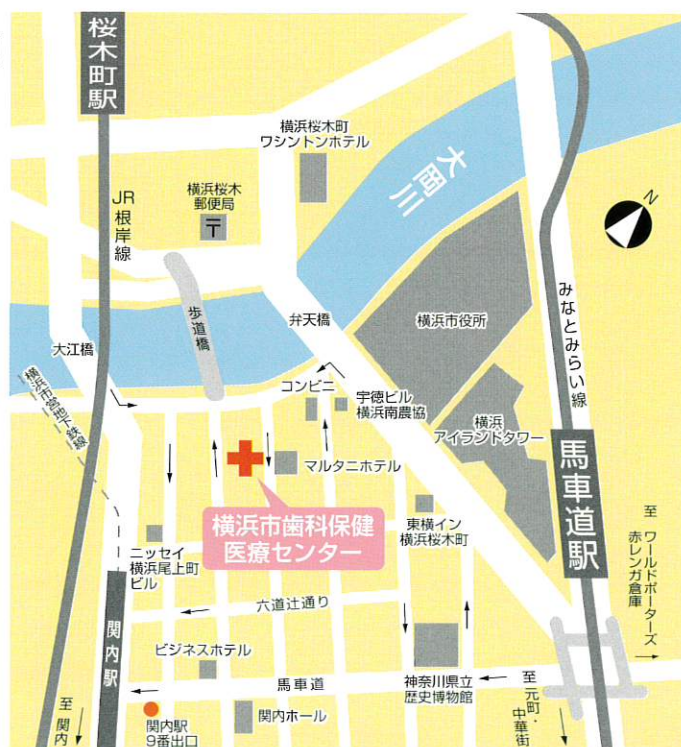 桜木町駅
横浜桜木町
ワシントンホテル
大岡川
N
横浜桜木
郵便局
〒
JR
根岸線
歩道橋
弁天橋
横浜市役所
みなとみらい線
大江橋
横浜市営地下鉄線
コンビニ
宇徳ビル
横浜南農協
横浜
アイランドタワー
マルタニホテル
馬車道駅
横浜市歯科保健
医療センター
東横イン
横浜桜木町
至 ワールドポーターズ
赤レンガ倉庫
ニッセイ
横浜尾上町
ビル
六道辻通り
関内駅
ビジネスホテル
馬車道
神奈川県立
歴史博物館
至 元町・
中華街
至 関内
関内駅
9番出口
関内ホール